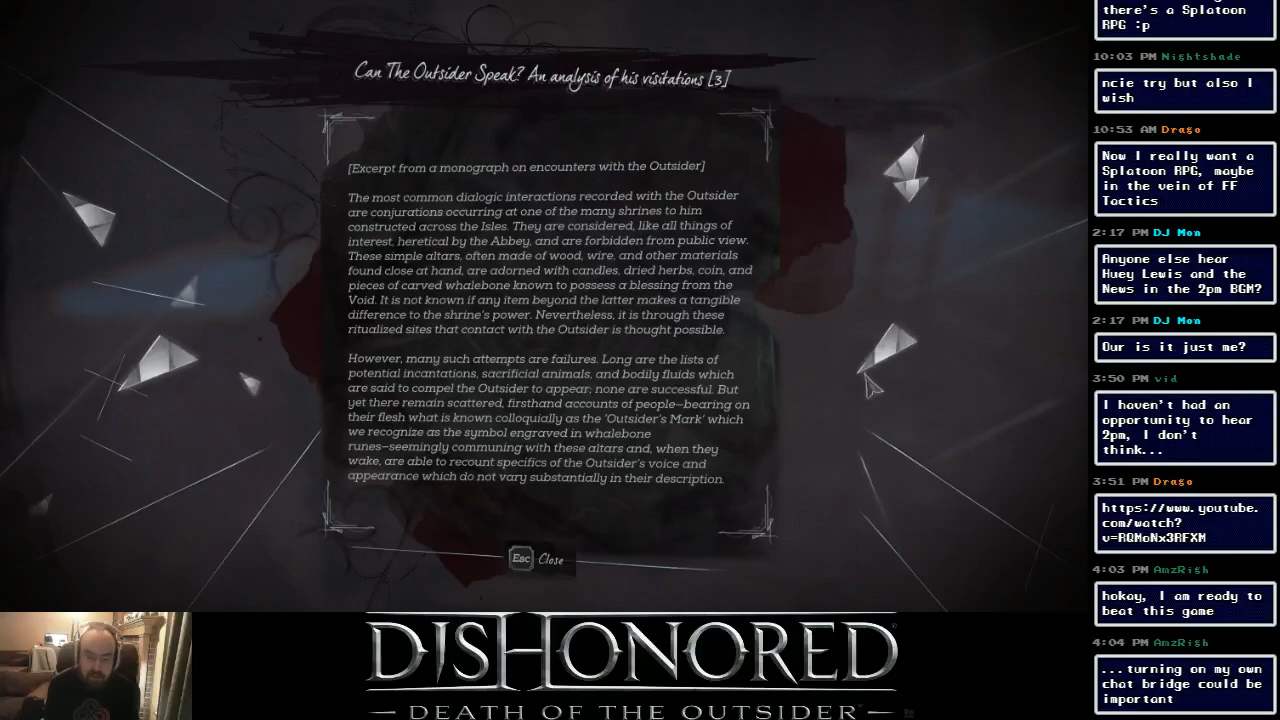 Can The Outsider Speak? An analysis of his visitations [3]
[Excerpt from a monograph on encounters with the Outsider]
The most common dialogic interactions recorded with the Outsider
are conjurations occurring at one of the many shrines to him
constructed across the Isles. They are considered, like all things of
interest, heretical by the Abbey, and are forbidden from public view.
These simple altars, often made of wood, wire, and other materials
found close at hand, are adorned with candles, dried herbs, coin, and
pieces of carved whalebone known to possess a blessing from the
Void. It is not known if any item beyond the latter makes a tangible
difference to the shrine's power. Nevertheless, it is through these
ritualized sites that contact with the Outsider is thought possible.
However, many such attempts are failures. Long are the lists of
potential incantations, sacrificial animals, and bodily fluids which
are said to compel the Outsider to appear; none are successful. But
yet there remain scattered, firsthand accounts of people—bearing on
their flesh what is known colloquially as the 'Outsider's Mark' which
we recognize as the symbol engraved in whalebone
runes—seemingly communing with these altars and, when they
wake, are able to recount specifics of the Outsider's voice and
appearance which do not vary substantially in their description.
Esc Close
DISHONORED
DEATH OF THE OUTSIDER
there's a Splatoon
RPG :p
10:03 PM Nightshade
ncie try but also I
wish
10:53 AM Drago
Now I really want a
Splatoon RPG, maybe
in the vein of FF
Tactics
2:17 PM DJ Mon
Anyone else hear
Huey Lewis and the
News in the 2pm BGM?
2:17 PM DJ Mon
Our is it just me?
3:50 PM vid
I haven't had an
opportunity to hear
2pm, I don't
think...
3:51 PM Drago
https://www.youtube.
com/watch?
v=RQMoNx3RFXM
4:03 PM AmzRigh
hokay, I am ready to
beat this game
4:04 PM AmzRigh
...turning on my own
chat bridge could be
important